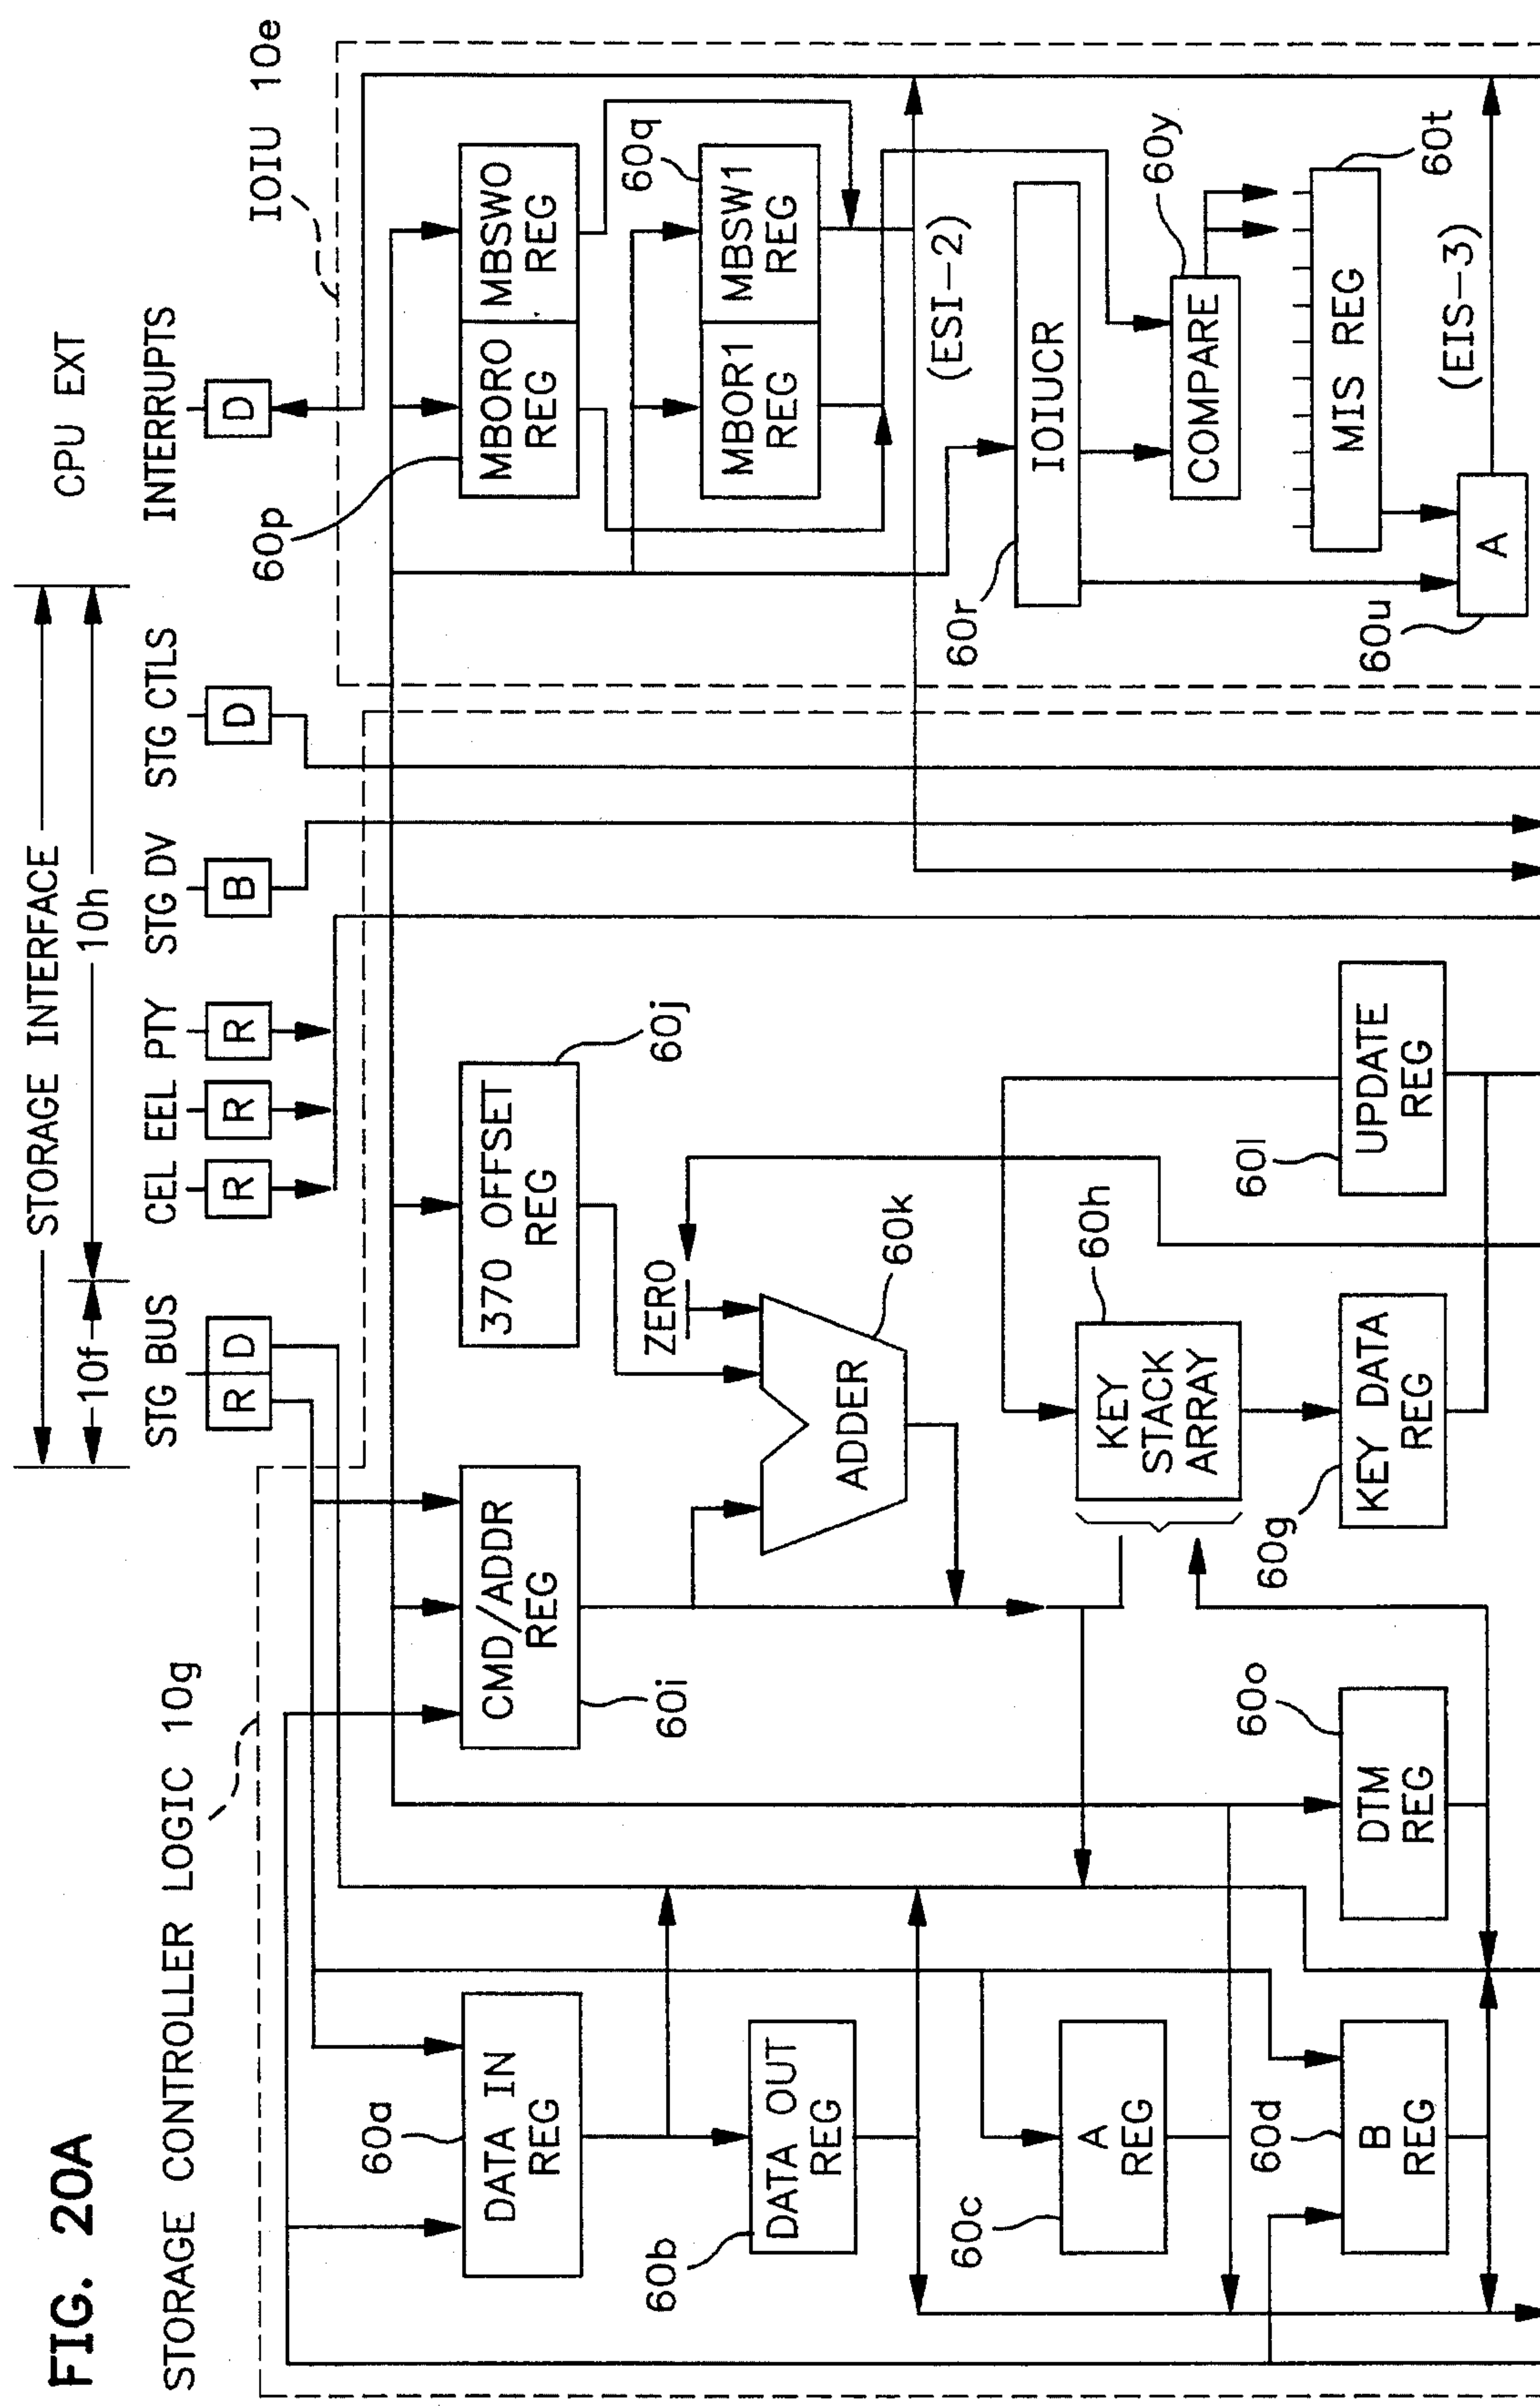 FIG. 20A
STORAGE INTERFACE
10f
10h
CPU EXT
STG BUS
CEL
EEL
PTY
STG DV
STG CTLS
INTERRUPTS
R
D
R
R
R
B
D
D
STORAGE CONTROLLER LOGIC 10g
IOIU 10e
60a
DATA IN
REG
CMD/ADDR
REG
60i
370 OFFSET
REG
60j
60p
MBORO
REG
MBSWO
REG
60b
DATA OUT
REG
ZERO
ADDER
60k
MBOR1
REG
MBSW1
REG
60q
(ESI-2)
60c
A
REG
KEY
STACK
ARRAY
60h
60r
IOIUCR
COMPARE
60y
60d
B
REG
60o
DTM
REG
60g
KEY DATA
REG
60l
UPDATE
REG
MIS REG
60t
60u
A
(EIS-3)